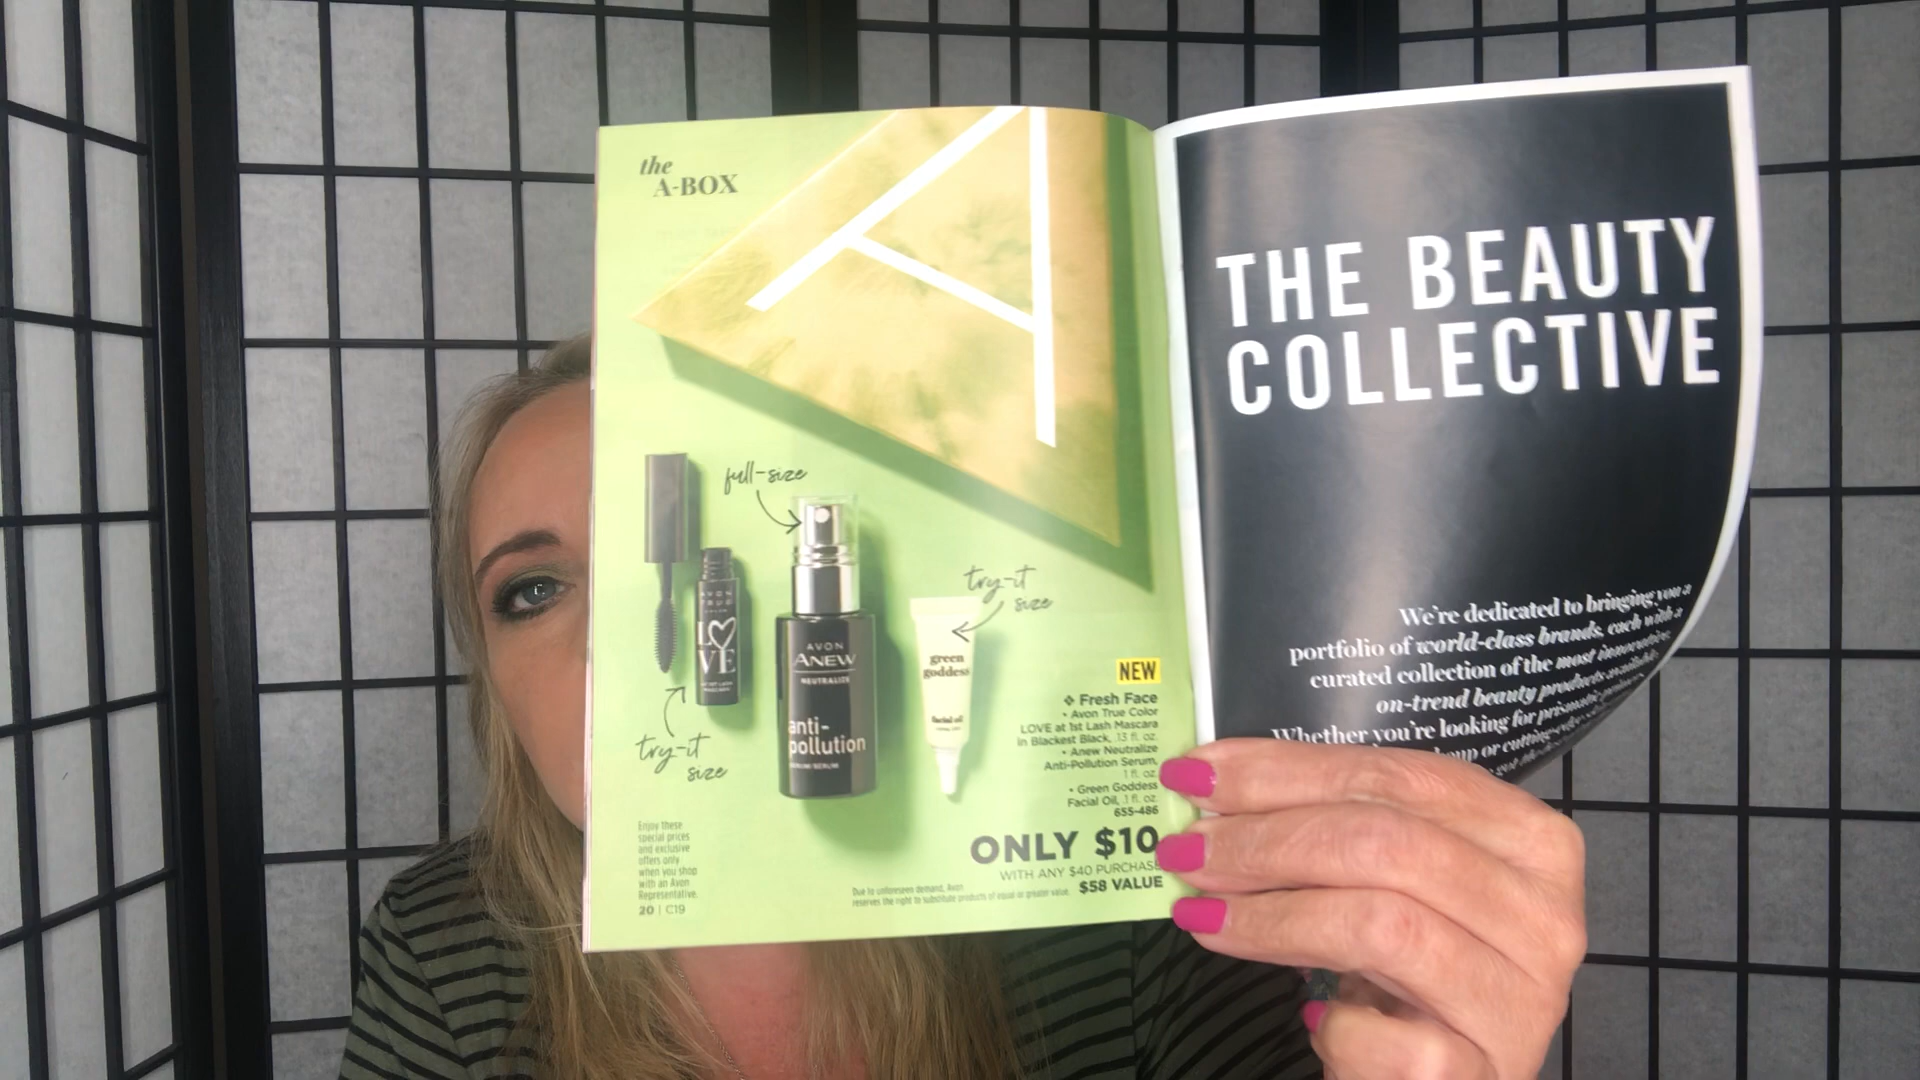 the
A-BOX
A
full-size
try-it
size
try-it
size
AVON
TRUE
COLOR
LOVE
AVON
ANEW
NEUTRALIZE
anti-
pollution
green
goddess
facial oil
NEW
❖ Fresh Face
• Avon True Color
LOVE at 1st Lash Mascara
in Blackest Black, .13 fl. oz.
• Anew Neutralize
Anti-Pollution Serum,
1 fl. oz.
• Green Goddess
Facial Oil, .1 fl. oz.
655-486
ONLY $10
WITH ANY $40 PURCHASE
$58 VALUE
Enjoy these
special prices
and exclusive
offers only
when you shop
with an Avon
Representative.
20 | C19
Due to unforeseen demand, Avon
reserves the right to substitute products of equal or greater value.
THE BEAUTY
COLLECTIVE
We're dedicated to bringing you a
portfolio of world-class brands, each with a
curated collection of the most innovative,
on-trend beauty products available.
Whether you're looking for prismatic
or cutting-edge